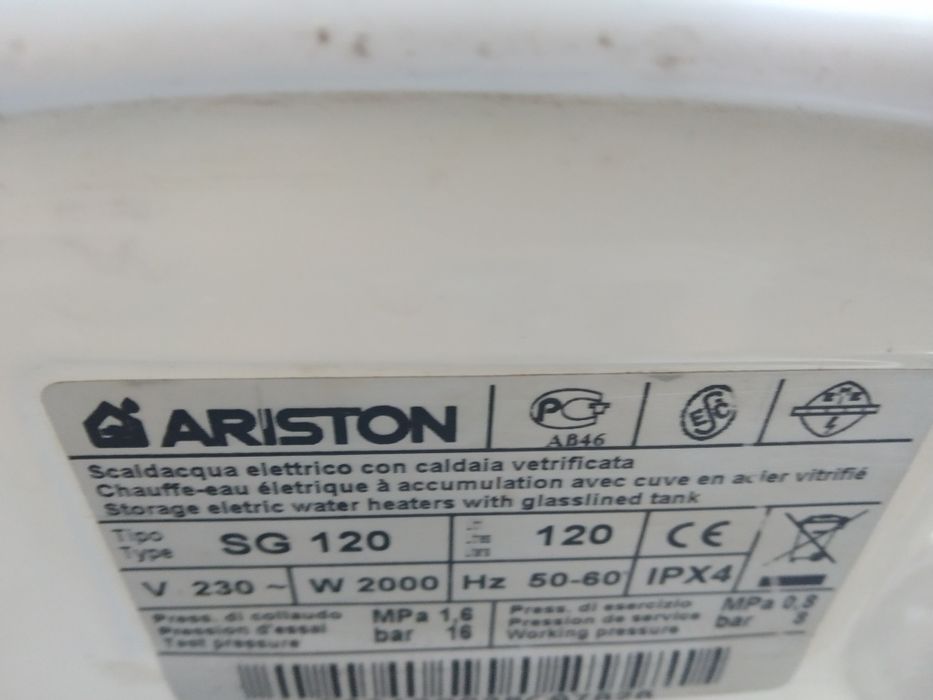 ARISTON
PCT
AB46
EFSC
Scaldacqua elettrico con caldaia vetrificata
Chauffe-eau életrique à accumulation avec cuve en acier vitrifié
Storage eletric water heaters with glasslined tank
Tipo
Type
SG 120
120
CE
V 230 ~
W 2000
Hz 50-60
IPX4
Press. di collaudo
Pression d'essai
Test pressure
MPa 1,6
bar 16
Press. di esercizio
Pression de service
Working pressure
MPa 0,8
bar 8